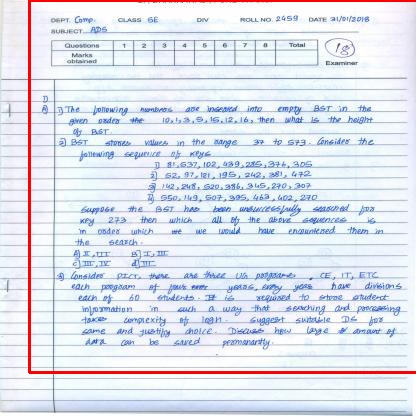 DEPT. Comp. CLASS SE DIV ROLL NO. 2459 DATE 31/01/2018
SUBJECT. ADS
Questions 1 2 3 4 5 6 7 8 Total
Marks obtained
18
Examiner
1)
A) 1) The following numbers are inserted into empty BST in the
given order 10,1,3,5,15,12,16, then what is the height
of BST.
2) BST stores values in the range 37 to 573. Consider the
following sequence of keys
1) 81,537,102,439,285,376,305
2) 52, 97, 121, 195, 242, 381, 472
3) 142, 248, 520, 386, 345, 270, 307
4) 550, 149, 507, 395, 463, 402, 270
Suppose the BST has been unsuccessfully searched for
key 273 then which all of the above sequences is
in order which we would have encountered them in
the search.
A) II, III B) I, III
C) III, IV d) III
3) Consider PICT, there are three UG programs, CE, IT, ETC
each program of four years, every years have divisions
each of 60 students. It is required to store student
information in such a way that searching and processing
takes complexity of logn. Suggest suitable DS for
same and justify choice. Discuss how large amount of
data can be saved permanantly.